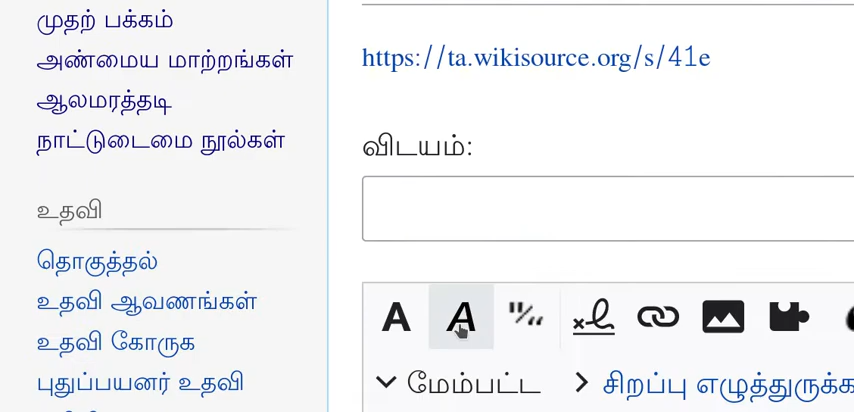 முதற் பக்கம்
அண்மைய மாற்றங்கள்
ஆலமரத்தடி
நாட்டுடைமை நூல்கள்
உதவி
தொகுத்தல்
உதவி ஆவணங்கள்
உதவி கோருக
புதுப்பயனர் உதவி
https://ta.wikisource.org/s/41e
விடயம்:
A A
மேம்பட்ட சிறப்பு எழுத்துருக்க